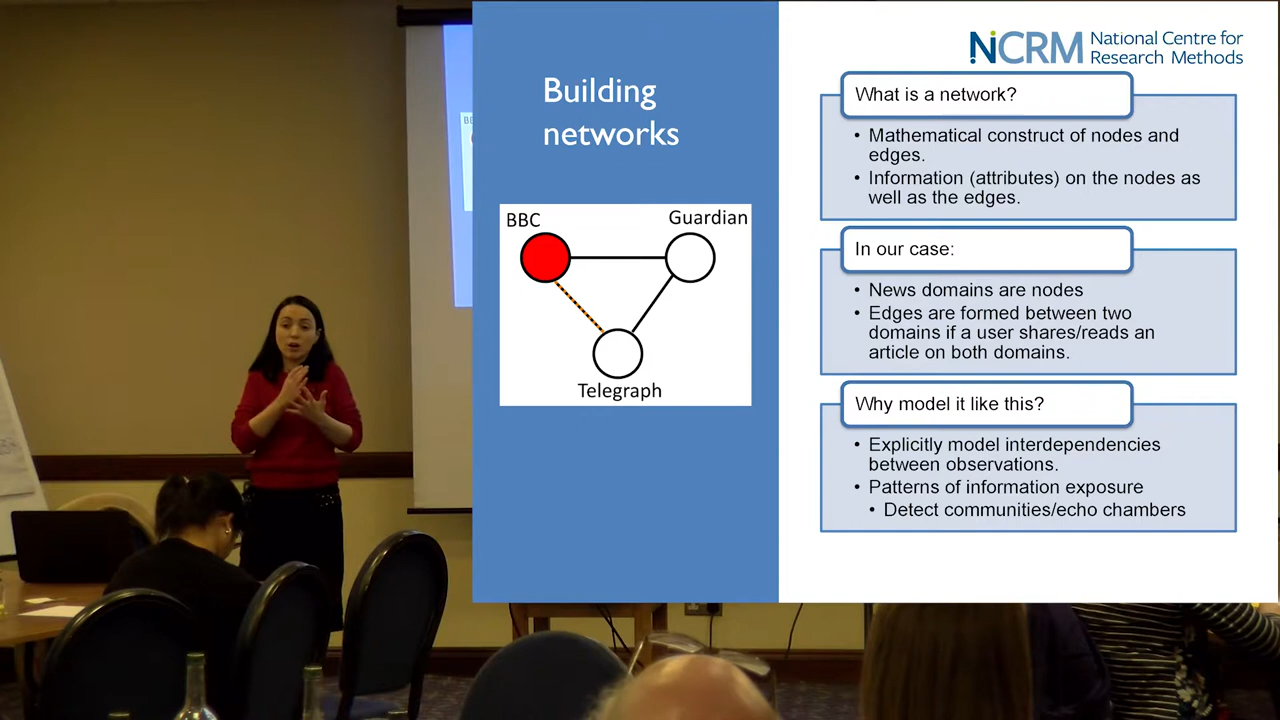 Building
networks
BBC
Guardian
Telegraph
NCRM National Centre for
Research Methods
What is a network?
• Mathematical construct of nodes and
edges.
• Information (attributes) on the nodes as
well as the edges.
In our case:
• News domains are nodes
• Edges are formed between two
domains if a user shares/reads an
article on both domains.
Why model it like this?
• Explicitly model interdependencies
between observations.
• Patterns of information exposure
• Detect communities/echo chambers